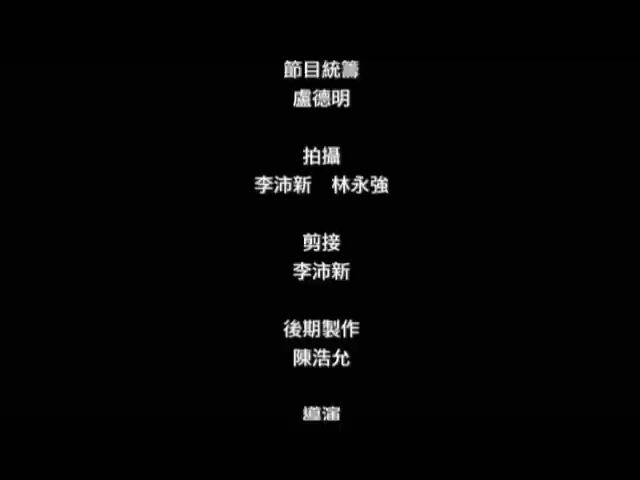 節目統籌
盧德明
拍攝
李沛新　林永強
剪接
李沛新
後期製作
陳浩允
導演